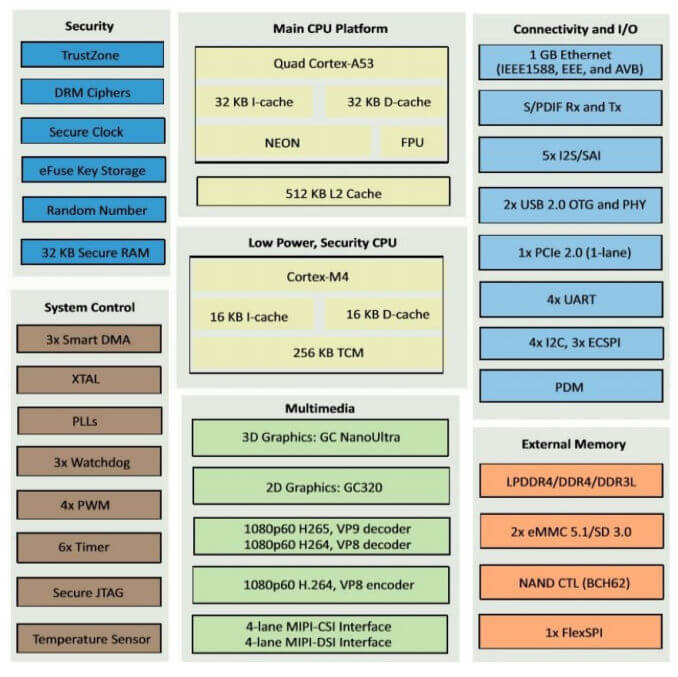 Security
TrustZone
DRM Ciphers
Secure Clock
eFuse Key Storage
Random Number
32 KB Secure RAM
System Control
3x Smart DMA
XTAL
PLLs
3x Watchdog
4x PWM
6x Timer
Secure JTAG
Temperature Sensor
Main CPU Platform
Quad Cortex-A53
32 KB I-cache
32 KB D-cache
NEON
FPU
512 KB L2 Cache
Low Power, Security CPU
Cortex-M4
16 KB I-cache
16 KB D-cache
256 KB TCM
Multimedia
3D Graphics: GC NanoUltra
2D Graphics: GC320
1080p60 H265, VP9 decoder
1080p60 H264, VP8 decoder
1080p60 H.264, VP8 encoder
4-lane MIPI-CSI Interface
4-lane MIPI-DSI Interface
Connectivity and I/O
1 GB Ethernet
(IEEE1588, EEE, and AVB)
S/PDIF Rx and Tx
5x I2S/SAI
2x USB 2.0 OTG and PHY
1x PCIe 2.0 (1-lane)
4x UART
4x I2C, 3x ECSPI
PDM
External Memory
LPDDR4/DDR4/DDR3L
2x eMMC 5.1/SD 3.0
NAND CTL (BCH62)
1x FlexSPI